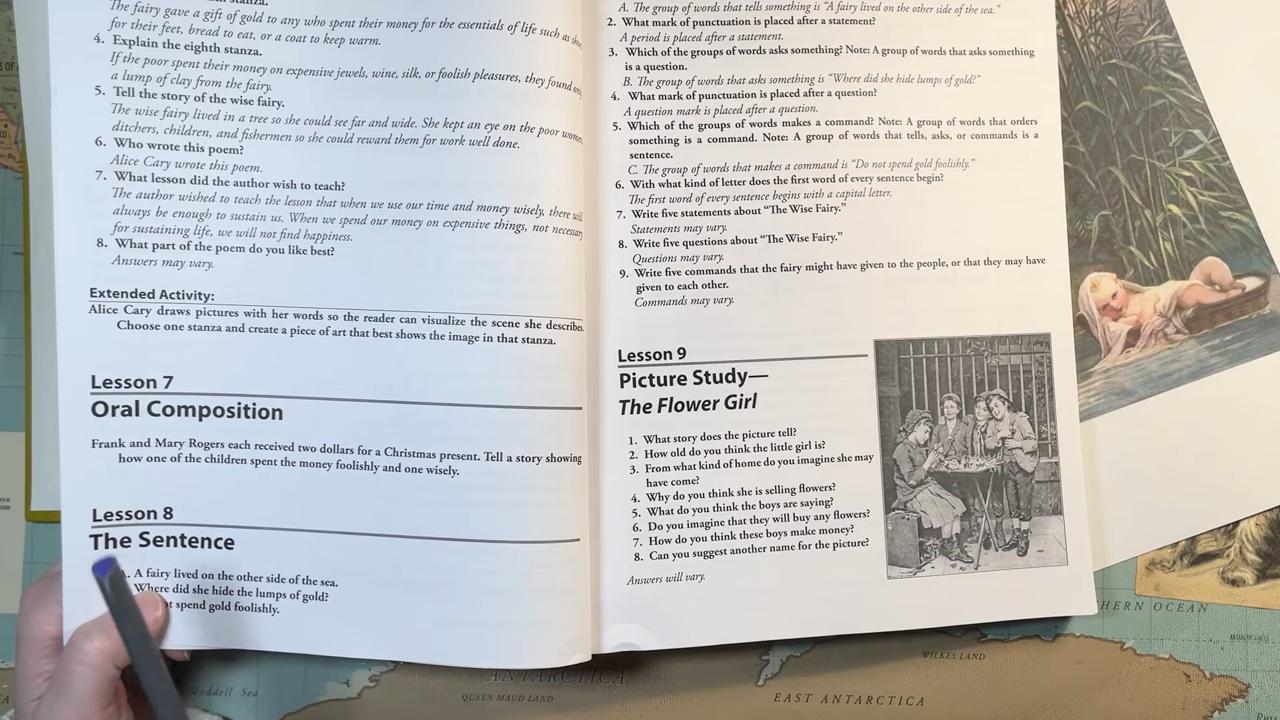 stanza.
The fairy gave a gift of gold to any who spent their money for the essentials of life such as
for their feet, bread to eat, or a coat to keep warm.
4. Explain the eighth stanza.
If the poor spent their money on expensive jewels, wine, silk, or foolish pleasures, they found
a lump of clay from the fairy.
5. Tell the story of the wise fairy.
The wise fairy lived in a tree so she could see far and wide. She kept an eye on the poor
ditchers, children, and fishermen so she could reward them for work well done.
6. Who wrote this poem?
Alice Cary wrote this poem.
7. What lesson did the author wish to teach?
The author wished to teach the lesson that when we use our time and money wisely, there will
always be enough to sustain us. When we spend our money on expensive things, not necessary
for sustaining life, we will not find happiness.
8. What part of the poem do you like best?
Answers may vary.
Extended Activity:
Alice Cary draws pictures with her words so the reader can visualize the scene she describes.
Choose one stanza and create a piece of art that best shows the image in that stanza.
Lesson 7
Oral Composition
Frank and Mary Rogers each received two dollars for a Christmas present. Tell a story showing
how one of the children spent the money foolishly and one wisely.
Lesson 8
The Sentence
A fairy lived on the other side of the sea.
Where did she hide the lumps of gold?
spend gold foolishly.
A. The group of words that tells something is "A fairy lived on the other side of the sea."
2. What mark of punctuation is placed after a statement?
A period is placed after a statement.
3. Which of the groups of words asks something? Note: A group of words that asks something
is a question.
B. The group of words that asks something is "Where did she hide lumps of gold?"
4. What mark of punctuation is placed after a question?
A question mark is placed after a question.
5. Which of the groups of words makes a command? Note: A group of words that orders
something is a command. Note: A group of words that tells, asks, or commands is a
sentence.
C. The group of words that makes a command is "Do not spend gold foolishly."
6. With what kind of letter does the first word of every sentence begin?
The first word of every sentence begins with a capital letter.
7. Write five statements about "The Wise Fairy."
Statements may vary.
8. Write five questions about "The Wise Fairy."
Questions may vary.
9. Write five commands that the fairy might have given to the people, or that they may have
given to each other.
Commands may vary.
Lesson 9
Picture Study—
The Flower Girl
1. What story does the picture tell?
2. How old do you think the little girl is?
3. From what kind of home do you imagine she may
have come?
4. Why do you think she is selling flowers?
5. What do you think the boys are saying?
6. Do you imagine that they will buy any flowers?
7. How do you think these boys make money?
8. Can you suggest another name for the picture?
Answers will vary.
HERN OCEAN
WILKES LAND
ANTARCTICA
Weddell Sea
QUEEN MAUD LAND
EAST ANTARCTICA